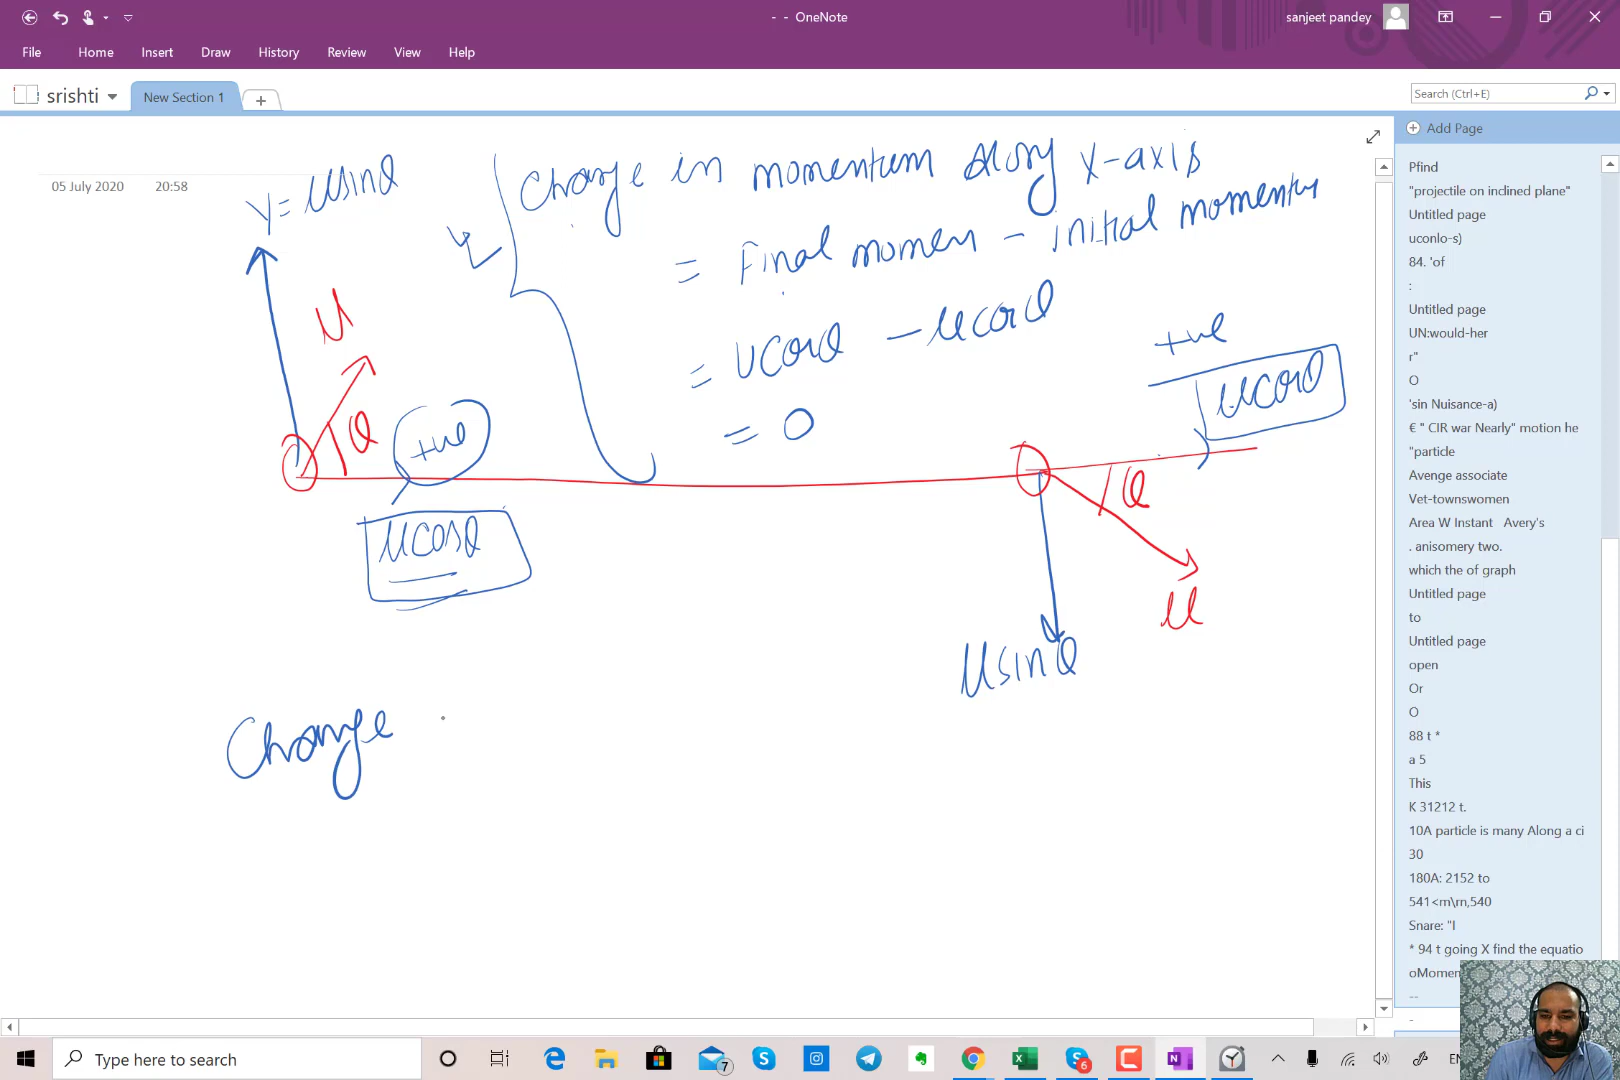 - - OneNote
sanjeet pandey
File Home Insert Draw History Review View Help
srishti
New Section 1
Search (Ctrl+E)
05 July 2020 20:58
Y= usinθ
Change in momentum along x-axis
= Final momen - initial momentum
= ucosθ - ucosθ
= 0
u
θ
+ve
ucosθ
+ve
ucosθ
θ
u
usinθ
Change
Add Page
Pfind
"projectile on inclined plane"
Untitled page
uconlo-s)
84. 'of
:
Untitled page
UN:would-her
r"
O
'sin Nuisance-a)
€ " CIR war Nearly" motion he
"particle
Avenge associate
Vet-townswomen
Area W Instant Avery's
. anisomery two.
which the of graph
Untitled page
to
Untitled page
open
Or
O
88 t *
a 5
This
K 31212 t.
10A particle is many Along a ci
30
180A: 2152 to
541<m\rn,540
Snare: "I
* 94 t going X find the equatio
oMomen
--
-
Type here to search
7
6